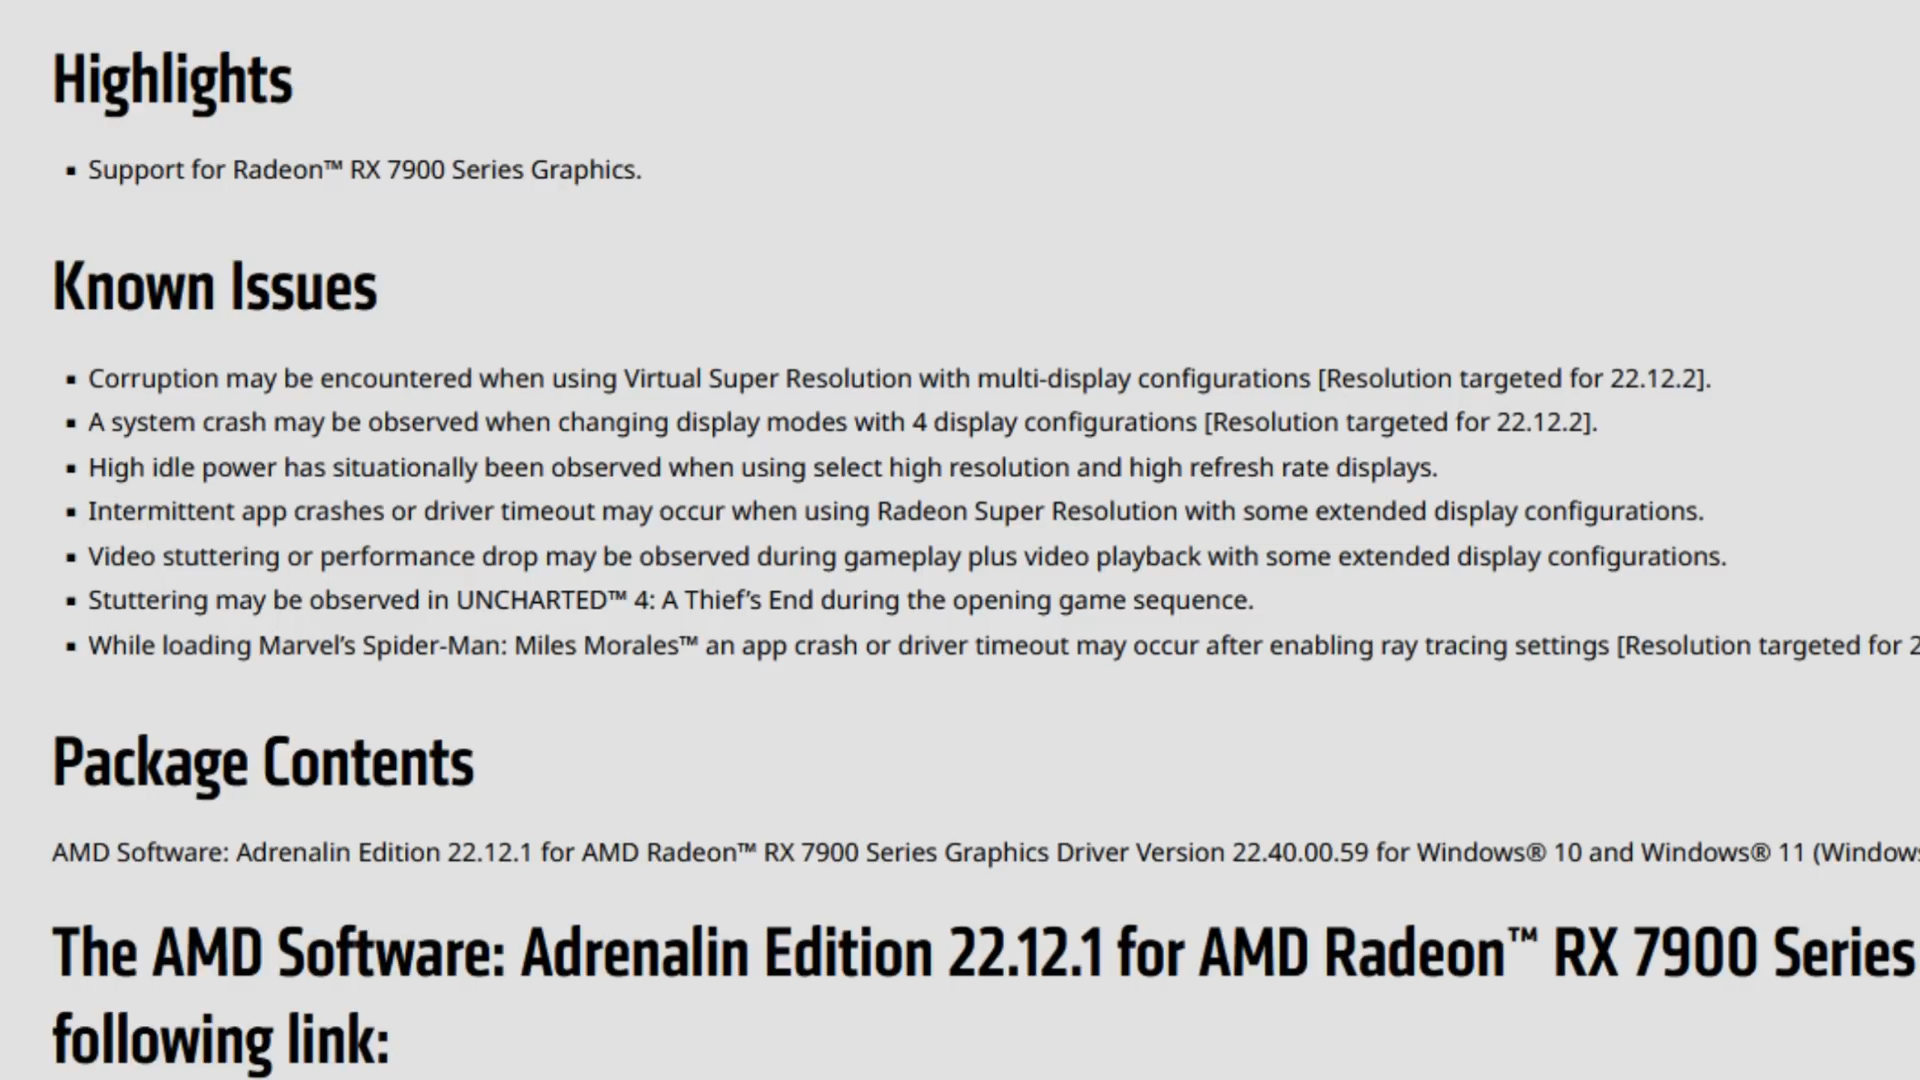 Highlights
▪ Support for Radeon™ RX 7900 Series Graphics.
Known Issues
▪ Corruption may be encountered when using Virtual Super Resolution with multi-display configurations [Resolution targeted for 22.12.2].
▪ A system crash may be observed when changing display modes with 4 display configurations [Resolution targeted for 22.12.2].
▪ High idle power has situationally been observed when using select high resolution and high refresh rate displays.
▪ Intermittent app crashes or driver timeout may occur when using Radeon Super Resolution with some extended display configurations.
▪ Video stuttering or performance drop may be observed during gameplay plus video playback with some extended display configurations.
▪ Stuttering may be observed in UNCHARTED™ 4: A Thief’s End during the opening game sequence.
▪ While loading Marvel’s Spider-Man: Miles Morales™ an app crash or driver timeout may occur after enabling ray tracing settings [Resolution targeted for 2
Package Contents
AMD Software: Adrenalin Edition 22.12.1 for AMD Radeon™ RX 7900 Series Graphics Driver Version 22.40.00.59 for Windows® 10 and Windows® 11 (Windows
The AMD Software: Adrenalin Edition 22.12.1 for AMD Radeon™ RX 7900 Series
following link: